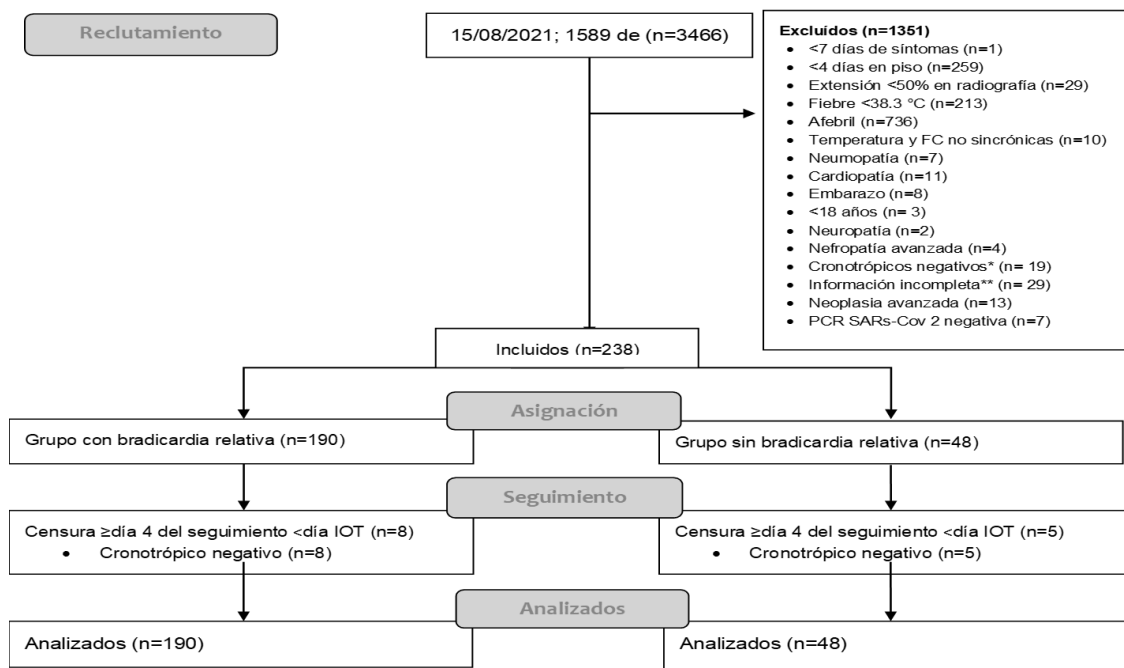 Reclutamiento
15/08/2021; 1589 de (n=3466)
Excluídos (n=1351)
• <7 días de síntomas (n=1)
• <4 días en piso (n=259)
• Extensión <50% en radiografía (n=29)
• Fiebre <38.3 °C (n=213)
• Afebril (n=736)
• Temperatura y FC no sincrónicas (n=10)
• Neumopatía (n=7)
• Cardiopatía (n=11)
• Embarazo (n=8)
• <18 años (n= 3)
• Neuropatía (n=2)
• Nefropatía avanzada (n=4)
• Cronotrópicos negativos* (n= 19)
• Información incompleta** (n= 29)
• Neoplasia avanzada (n=13)
• PCR SARs-Cov 2 negativa (n=7)
Incluidos (n=238)
Asignación
Grupo con bradicardia relativa (n=190)
Grupo sin bradicardia relativa (n=48)
Seguimiento
Censura ≥día 4 del seguimiento <día IOT (n=8)
• Cronotrópico negativo (n=8)
Censura ≥día 4 del seguimiento <día IOT (n=5)
• Cronotrópico negativo (n=5)
Analizados
Analizados (n=190)
Analizados (n=48)